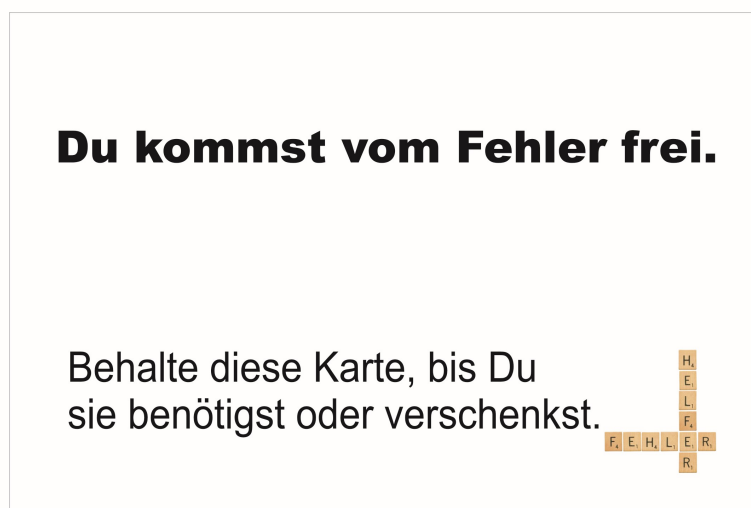 Du kommst vom Fehler frei.
Behalte diese Karte, bis Du
sie benötigst oder verschenkst.
HELFER
FEHLER